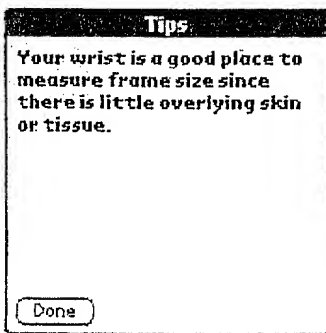 Tips
Your wrist is a good place to
measure frame size since
there is little overlying skin
or tissue.
Done